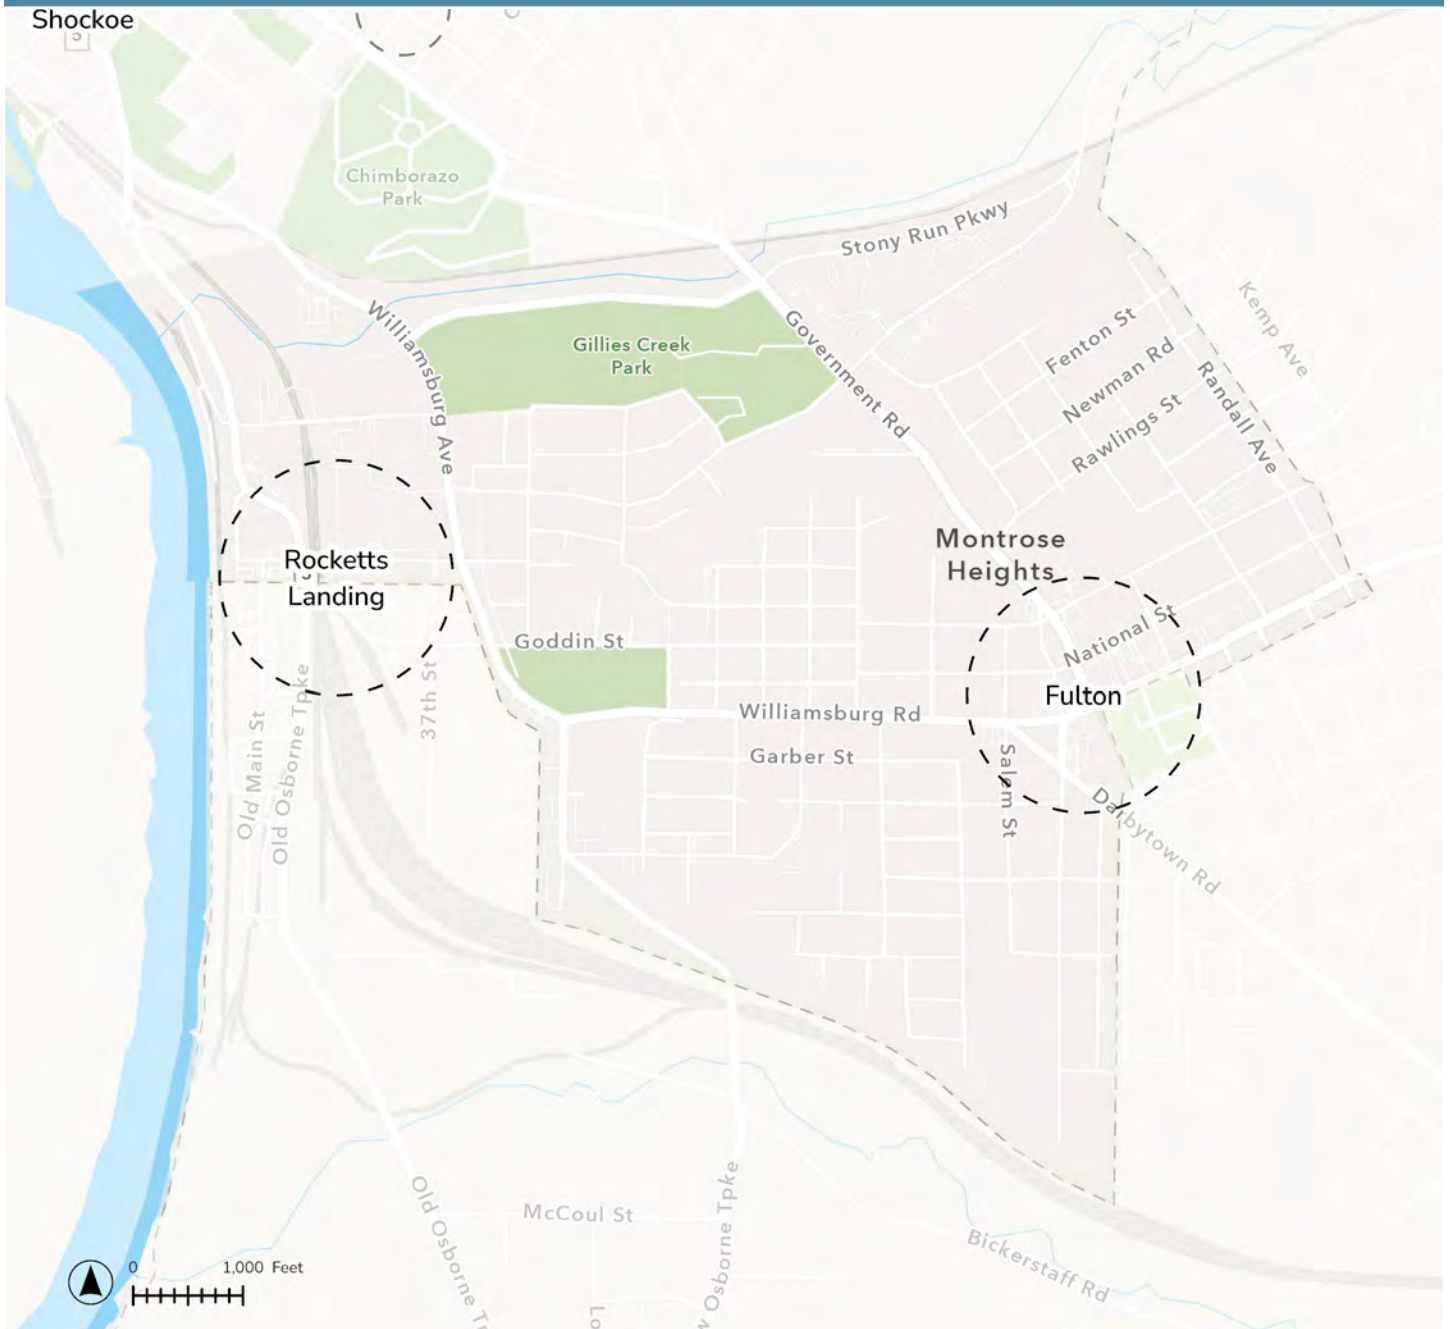 Shockoe
5
Chimborazo
Park
Stony Run Pkwy
Kemp Ave
Williamsburg Ave
Gillies Creek
Park
Government Rd
Fenton St
Newman Rd
Rawlings St
Randall Ave
Montrose
Heights
Rocketts
Landing
National St
Goddin St
37th St
Fulton
Williamsburg Rd
Garber St
Salem St
Old Main St
Old Osborne Tpke
Darbytown Rd
Old Osborne Tr
McCoul St
w Osborne Tpke
Lo
Bickerstaff Rd
0 1,000 Feet